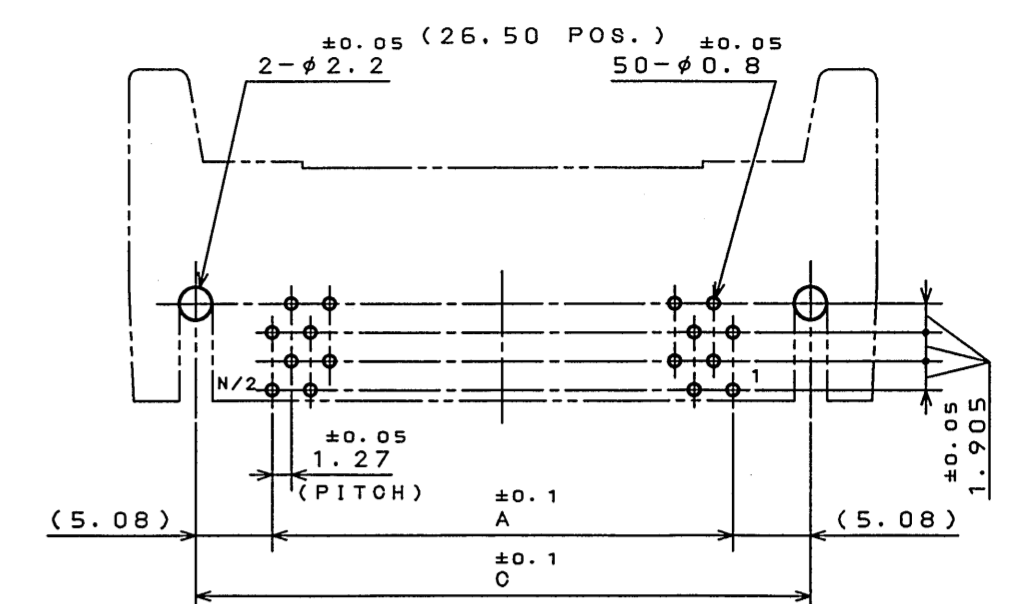 ±0.05 (26.50 POS.) ±0.05
2-φ2.2 50-φ0.8
N/2 1
±0.05
1.27
(PITCH)
±0.05
1.905
±0.1
(5.08) A (5.08)
±0.1
C